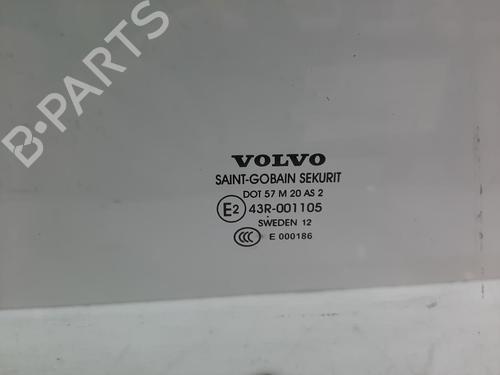 B-PARTS
VOLVO
SAINT-GOBAIN SEKURIT
DOT 57 M 20 AS 2
E2 43R-001105
SWEDEN 12
CCC E 000186